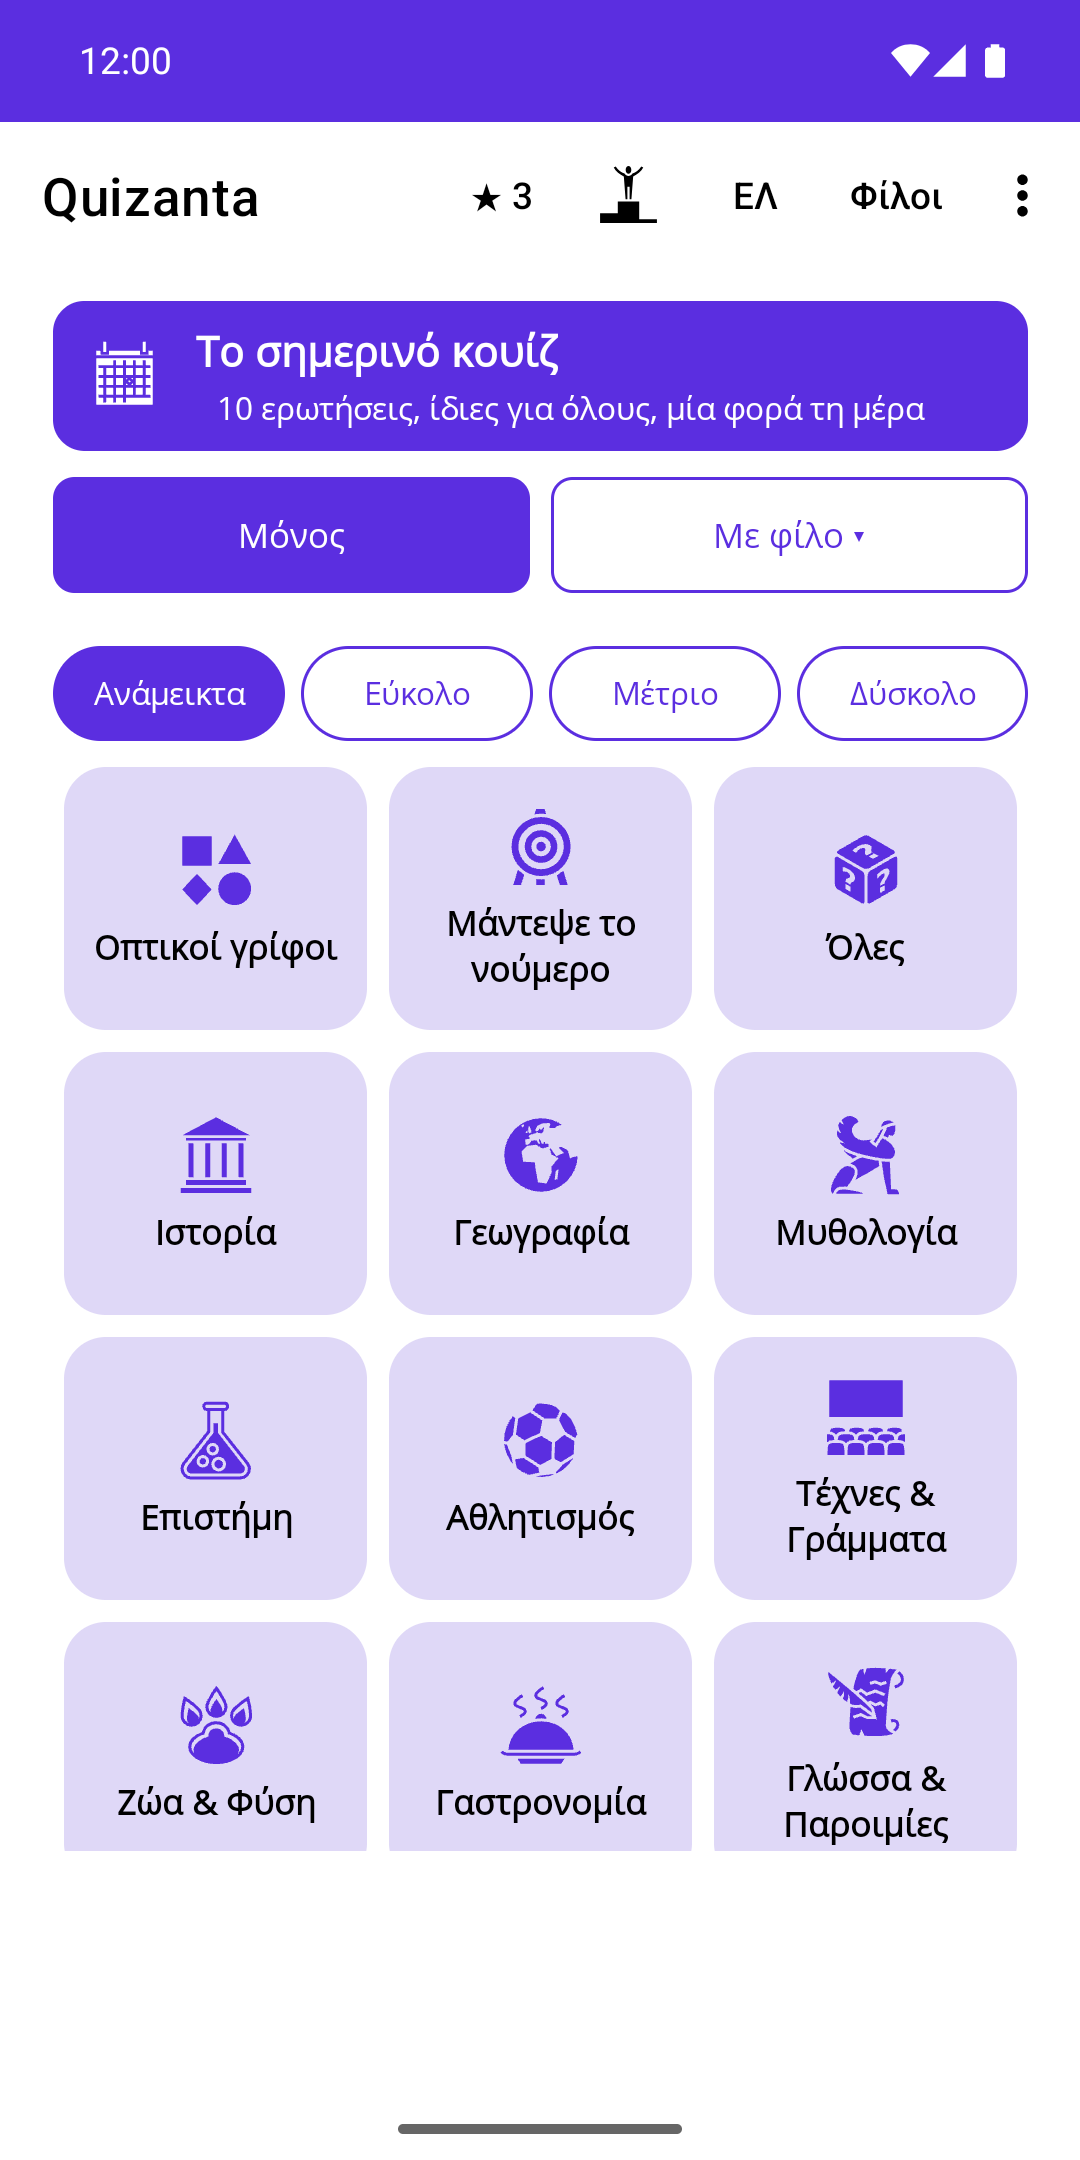 12:00
Quizanta
★ 3
ΕΛ
Φίλοι
Το σημερινό κουίζ
10 ερωτήσεις, ίδιες για όλους, μία φορά τη μέρα
Μόνος
Με φίλο ▾
Ανάμεικτα
Εύκολο
Μέτριο
Δύσκολο
Οπτικοί γρίφοι
Μάντεψε το
νούμερο
Όλες
Ιστορία
Γεωγραφία
Μυθολογία
Επιστήμη
Αθλητισμός
Τέχνες &
Γράμματα
Ζώα & Φύση
Γαστρονομία
Γλώσσα &
Παροιμίες